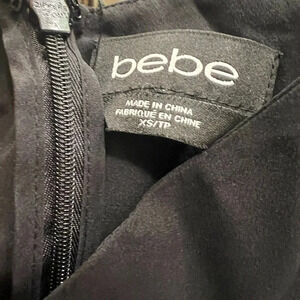 bebe
MADE IN CHINA
FABRIQUÉ EN CHINE
XS/TP